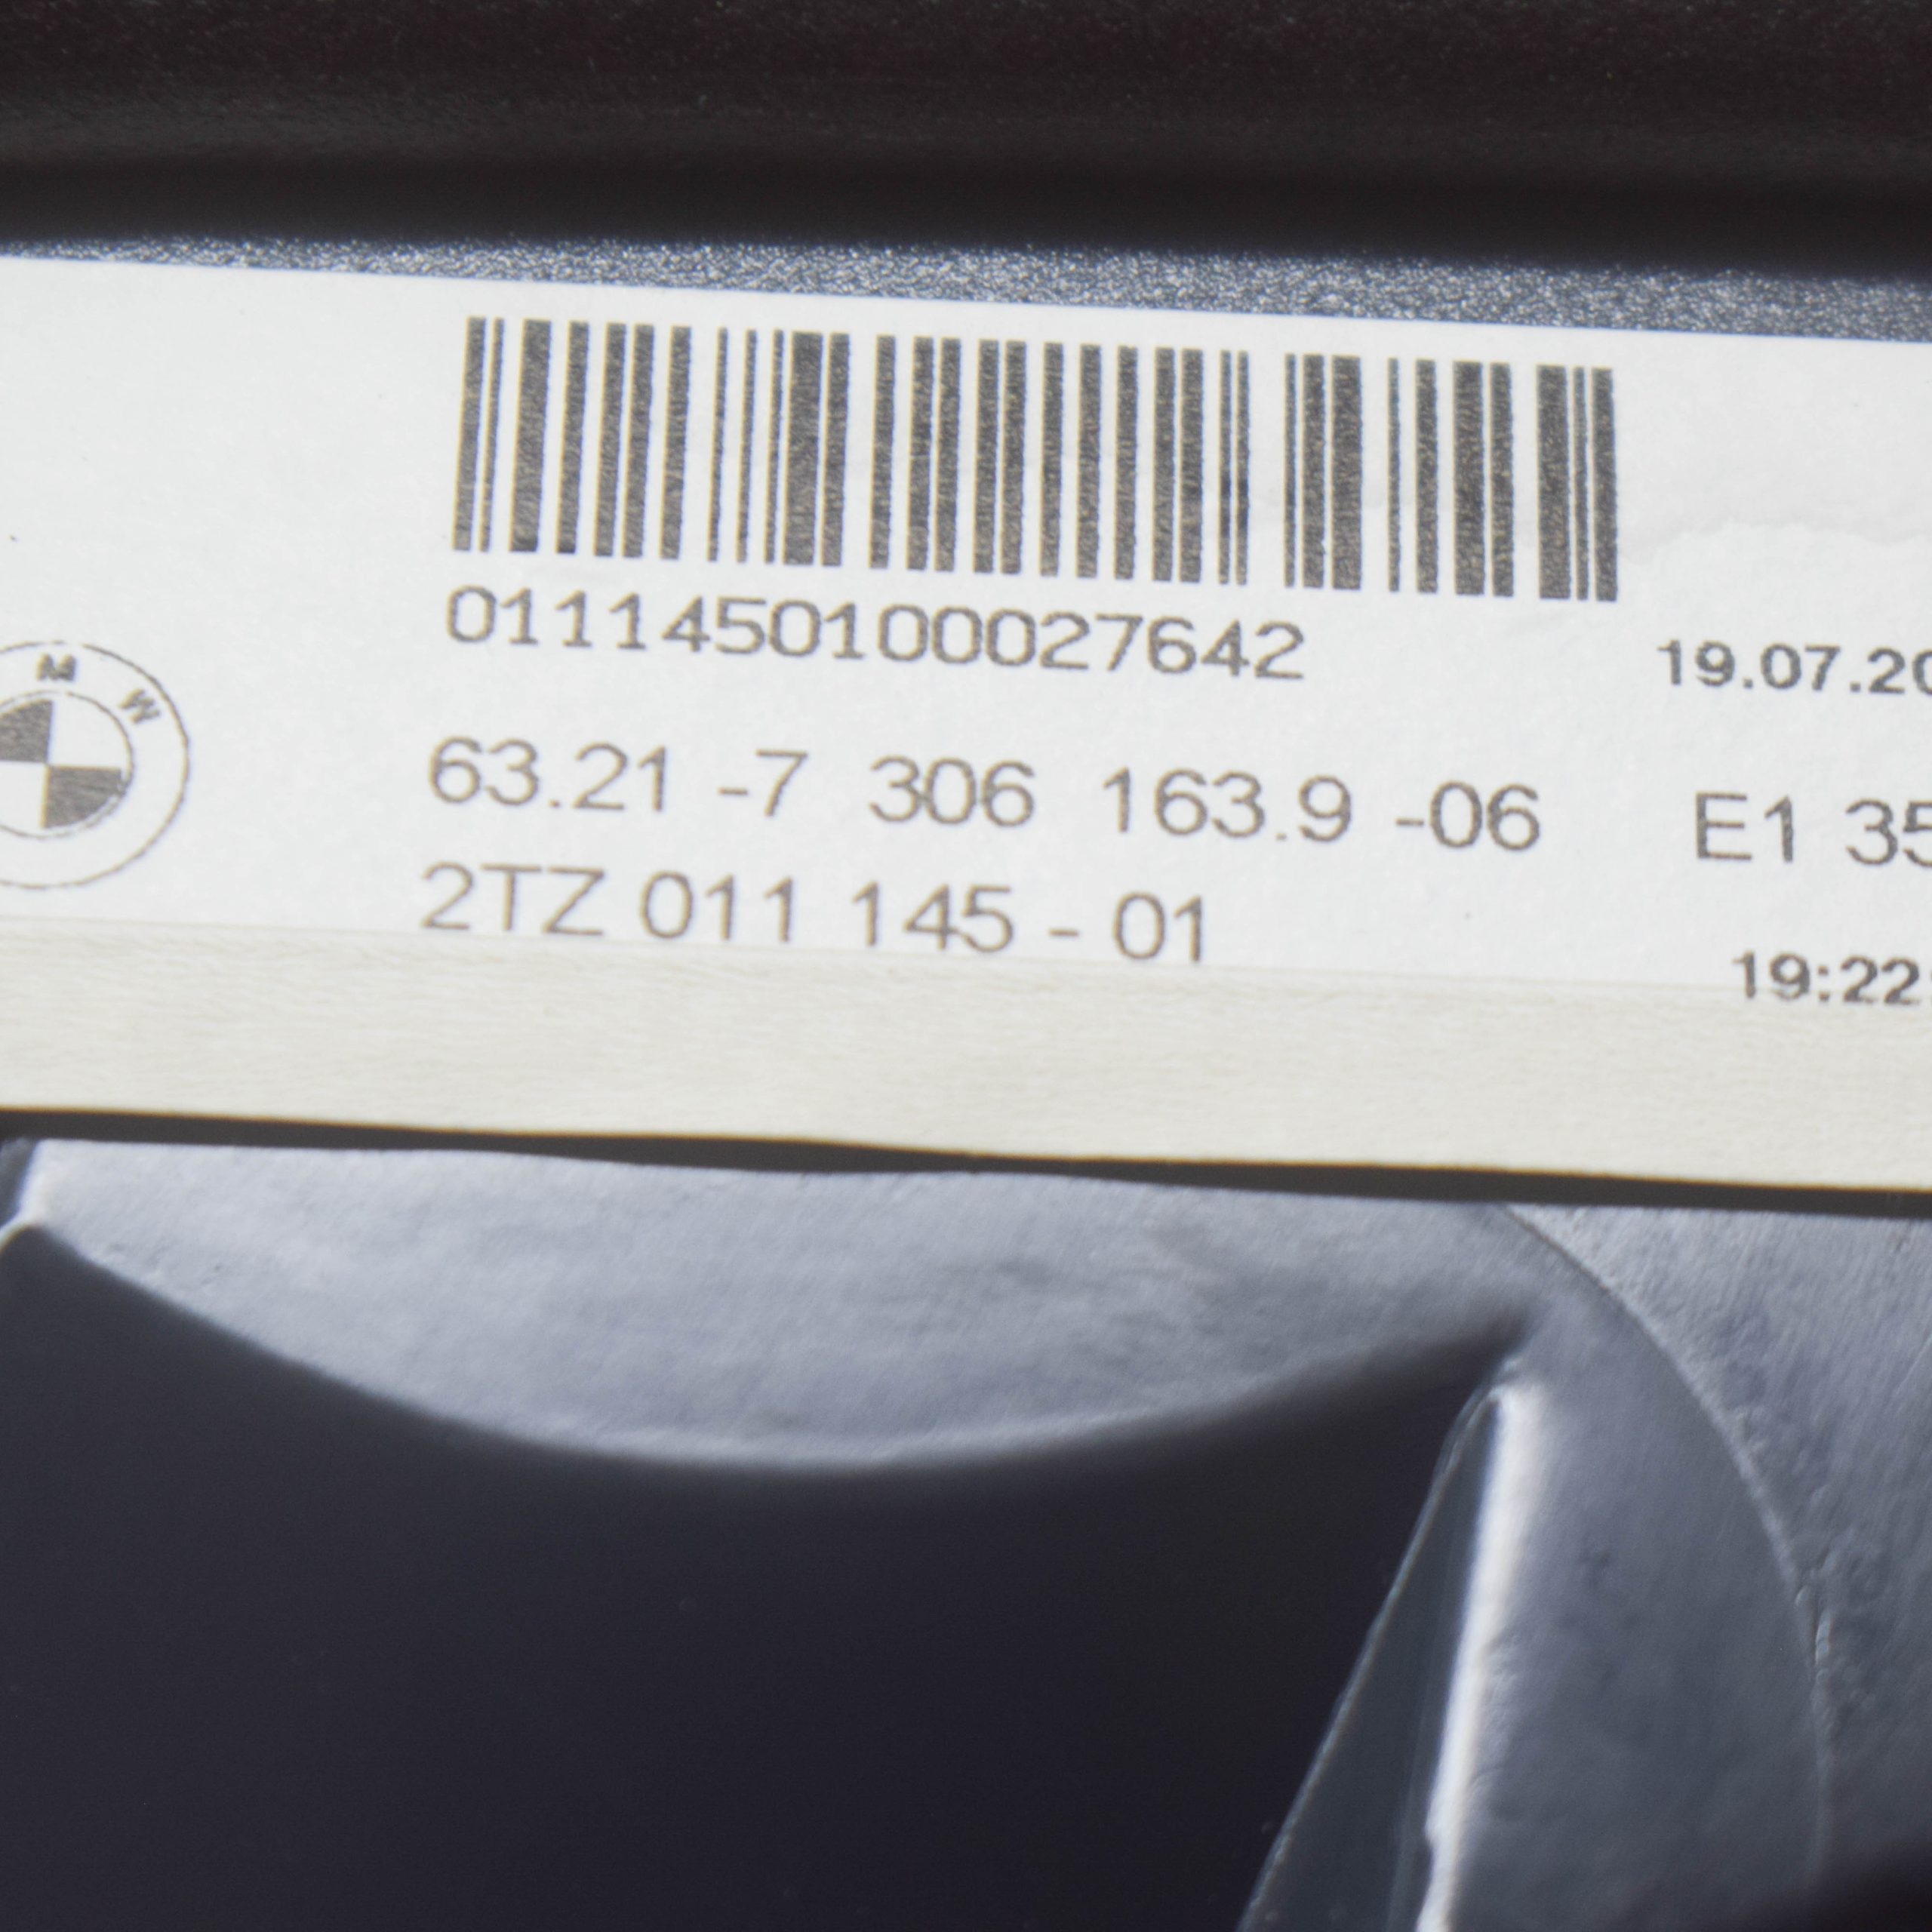 0111450100027642
19.07.20
M W
63.21 -7 306 163.9 -06
E1 35
2TZ 011 145 - 01
19:22